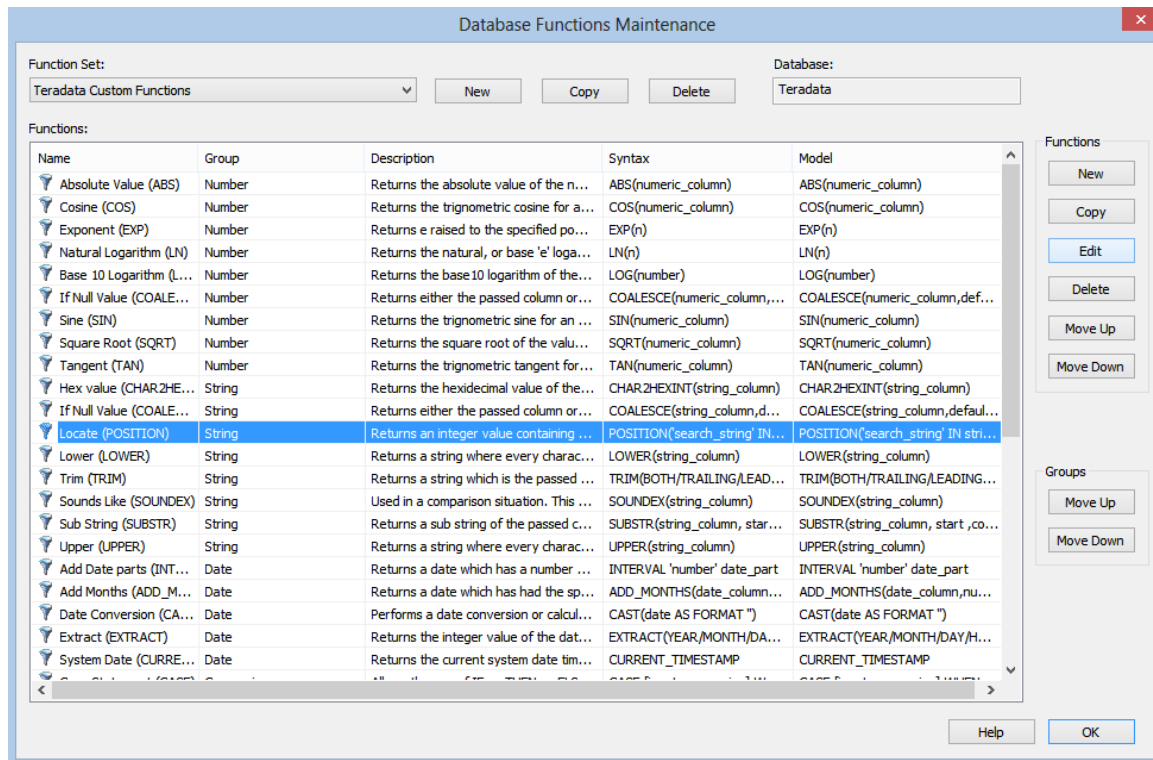 Database Functions Maintenance
Function Set:
Database:
Teradata Custom Functions
New
Copy
Delete
Teradata
Functions:
Name Group Description Syntax Model
Absolute Value (ABS) Number Returns the absolute value of the n... ABS(numeric_column) ABS(numeric_column)
Cosine (COS) Number Returns the trignometric cosine for a... COS(numeric_column) COS(numeric_column)
Exponent (EXP) Number Returns e raised to the specified po... EXP(n) EXP(n)
Natural Logarithm (LN) Number Returns the natural, or base 'e' loga... LN(n) LN(n)
Base 10 Logarithm (L... Number Returns the base10 logarithm of the... LOG(number) LOG(number)
If Null Value (COALE... Number Returns either the passed column or... COALESCE(numeric_column,... COALESCE(numeric_column,def...
Sine (SIN) Number Returns the trignometric sine for an ... SIN(numeric_column) SIN(numeric_column)
Square Root (SQRT) Number Returns the square root of the valu... SQRT(numeric_column) SQRT(numeric_column)
Tangent (TAN) Number Returns the trignometric tangent for... TAN(numeric_column) TAN(numeric_column)
Hex value (CHAR2HE... String Returns the hexidecimal value of the... CHAR2HEXINT(string_column) CHAR2HEXINT(string_column)
If Null Value (COALE... String Returns either the passed column or... COALESCE(string_column,d... COALESCE(string_column,defaul...
Locate (POSITION) String Returns an integer value containing ... POSITION('search_string' IN... POSITION('search_string' IN stri...
Lower (LOWER) String Returns a string where every charac... LOWER(string_column) LOWER(string_column)
Trim (TRIM) String Returns a string which is the passed ... TRIM(BOTH/TRAILING/LEAD... TRIM(BOTH/TRAILING/LEADING...
Sounds Like (SOUNDEX) String Used in a comparison situation. This ... SOUNDEX(string_column) SOUNDEX(string_column)
Sub String (SUBSTR) String Returns a sub string of the passed c... SUBSTR(string_column, star... SUBSTR(string_column, start ,co...
Upper (UPPER) String Returns a string where every charac... UPPER(string_column) UPPER(string_column)
Add Date parts (INT... Date Returns a date which has a number ... INTERVAL 'number' date_part INTERVAL 'number' date_part
Add Months (ADD_M... Date Returns a date which has had the sp... ADD_MONTHS(date_column... ADD_MONTHS(date_column,nu...
Date Conversion (CA... Date Performs a date conversion or calcul... CAST(date AS FORMAT '') CAST(date AS FORMAT '')
Extract (EXTRACT) Date Returns the integer value of the dat... EXTRACT(YEAR/MONTH/DA... EXTRACT(YEAR/MONTH/DAY/H...
System Date (CURRE... Date Returns the current system date tim... CURRENT_TIMESTAMP CURRENT_TIMESTAMP
Functions
New
Copy
Edit
Delete
Move Up
Move Down
Groups
Move Up
Move Down
Help
OK